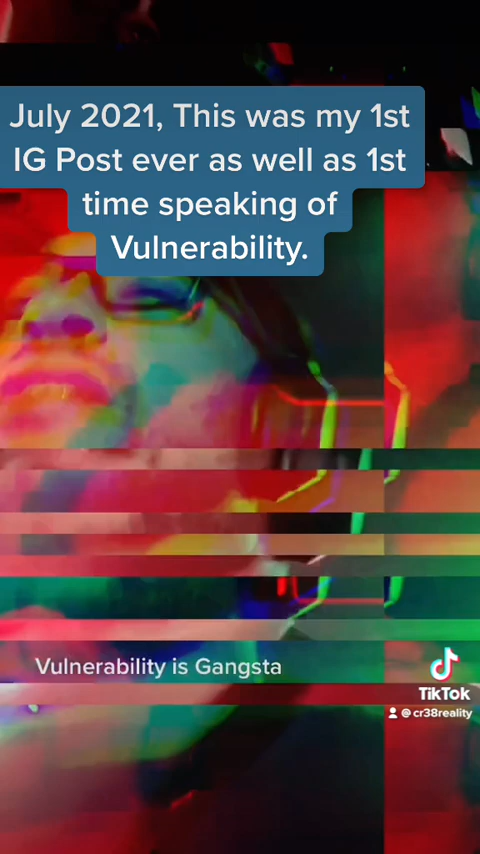 July 2021, This was my 1st
IG Post ever as well as 1st
time speaking of
Vulnerability.
Vulnerability is Gangsta
TikTok
@cr38reality